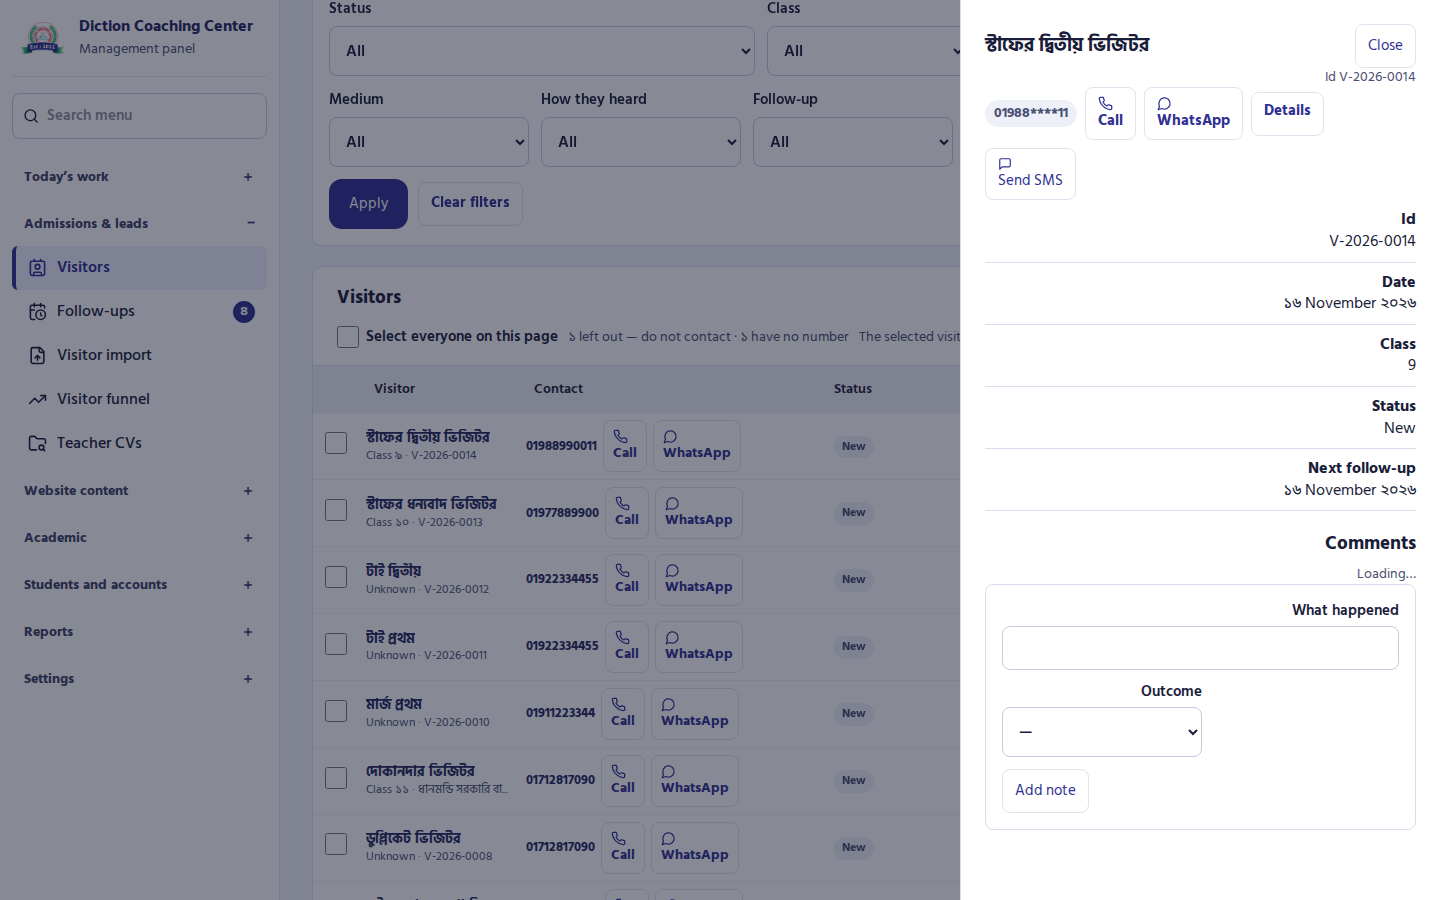 Diction Coaching Center
Management panel
Est : 2011
Search menu
Today's work +
Admissions & leads −
Visitors
Follow-ups 8
Visitor import
Visitor funnel
Teacher CVs
Website content +
Academic +
Students and accounts +
Reports +
Settings +
Status Class
All All
Medium How they heard Follow-up
All All All
Apply Clear filters
Visitors
Select everyone on this page ১ left out — do not contact · ১ have no number The selected visit
Visitor Contact Status
স্টাফের দ্বিতীয় ভিজিটর
Class ৯ · V-2026-0014
01988990011 Call WhatsApp New
স্টাফের ধন্যবাদ ভিজিটর
Class ১০ · V-2026-0013
01977889900 Call WhatsApp New
টাই দ্বিতীয়
Unknown · V-2026-0012
01922334455 Call WhatsApp New
টাই প্রথম
Unknown · V-2026-0011
01922334455 Call WhatsApp New
মার্জ প্রথম
Unknown · V-2026-0010
01911223344 Call WhatsApp New
দোকানদার ভিজিটর
Class ১১ · ধানমন্ডি সরকারি বা...
01712817090 Call WhatsApp New
ডুপ্লিকেট ভিজিটর
Unknown · V-2026-0008
01712817090 Call WhatsApp New
স্টাফের দ্বিতীয় ভিজিটর
Close
Id V-2026-0014
01988****11 Call WhatsApp Details
Send SMS
Id
V-2026-0014
Date
১৬ November ২০২৬
Class
9
Status
New
Next follow-up
১৬ November ২০২৬
Comments
Loading...
What happened
Outcome
—
Add note